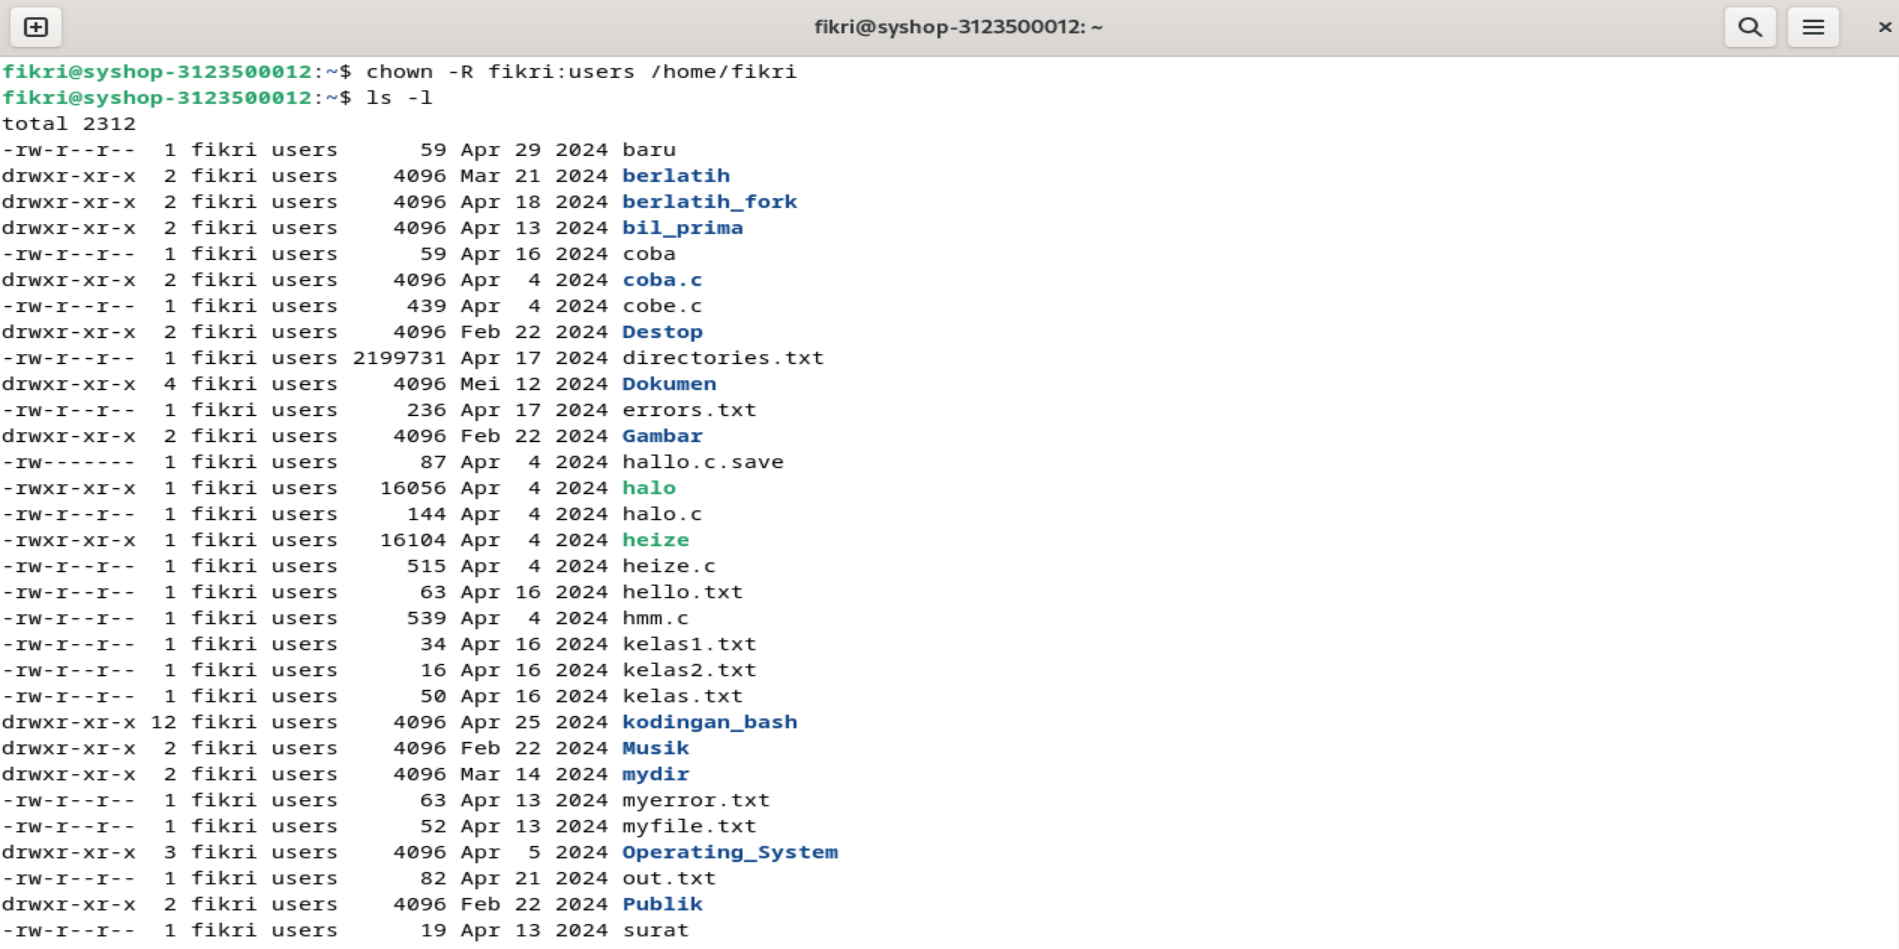 fikri@syshop-3123500012: ~
fikri@syshop-3123500012:~$ chown -R fikri:users /home/fikri
fikri@syshop-3123500012:~$ ls -l
total 2312
-rw-r--r--  1 fikri users      59 Apr 29 2024 baru
drwxr-xr-x  2 fikri users    4096 Mar 21 2024 berlatih
drwxr-xr-x  2 fikri users    4096 Apr 18 2024 berlatih_fork
drwxr-xr-x  2 fikri users    4096 Apr 13 2024 bil_prima
-rw-r--r--  1 fikri users      59 Apr 16 2024 coba
drwxr-xr-x  2 fikri users    4096 Apr  4 2024 coba.c
-rw-r--r--  1 fikri users     439 Apr  4 2024 cobe.c
drwxr-xr-x  2 fikri users    4096 Feb 22 2024 Destop
-rw-r--r--  1 fikri users 2199731 Apr 17 2024 directories.txt
drwxr-xr-x  4 fikri users    4096 Mei 12 2024 Dokumen
-rw-r--r--  1 fikri users     236 Apr 17 2024 errors.txt
drwxr-xr-x  2 fikri users    4096 Feb 22 2024 Gambar
-rw-------  1 fikri users      87 Apr  4 2024 hallo.c.save
-rwxr-xr-x  1 fikri users   16056 Apr  4 2024 halo
-rw-r--r--  1 fikri users     144 Apr  4 2024 halo.c
-rwxr-xr-x  1 fikri users   16104 Apr  4 2024 heize
-rw-r--r--  1 fikri users     515 Apr  4 2024 heize.c
-rw-r--r--  1 fikri users      63 Apr 16 2024 hello.txt
-rw-r--r--  1 fikri users     539 Apr  4 2024 hmm.c
-rw-r--r--  1 fikri users      34 Apr 16 2024 kelas1.txt
-rw-r--r--  1 fikri users      16 Apr 16 2024 kelas2.txt
-rw-r--r--  1 fikri users      50 Apr 16 2024 kelas.txt
drwxr-xr-x 12 fikri users    4096 Apr 25 2024 kodingan_bash
drwxr-xr-x  2 fikri users    4096 Feb 22 2024 Musik
drwxr-xr-x  2 fikri users    4096 Mar 14 2024 mydir
-rw-r--r--  1 fikri users      63 Apr 13 2024 myerror.txt
-rw-r--r--  1 fikri users      52 Apr 13 2024 myfile.txt
drwxr-xr-x  3 fikri users    4096 Apr  5 2024 Operating_System
-rw-r--r--  1 fikri users      82 Apr 21 2024 out.txt
drwxr-xr-x  2 fikri users    4096 Feb 22 2024 Publik
-rw-r--r--  1 fikri users      19 Apr 13 2024 surat